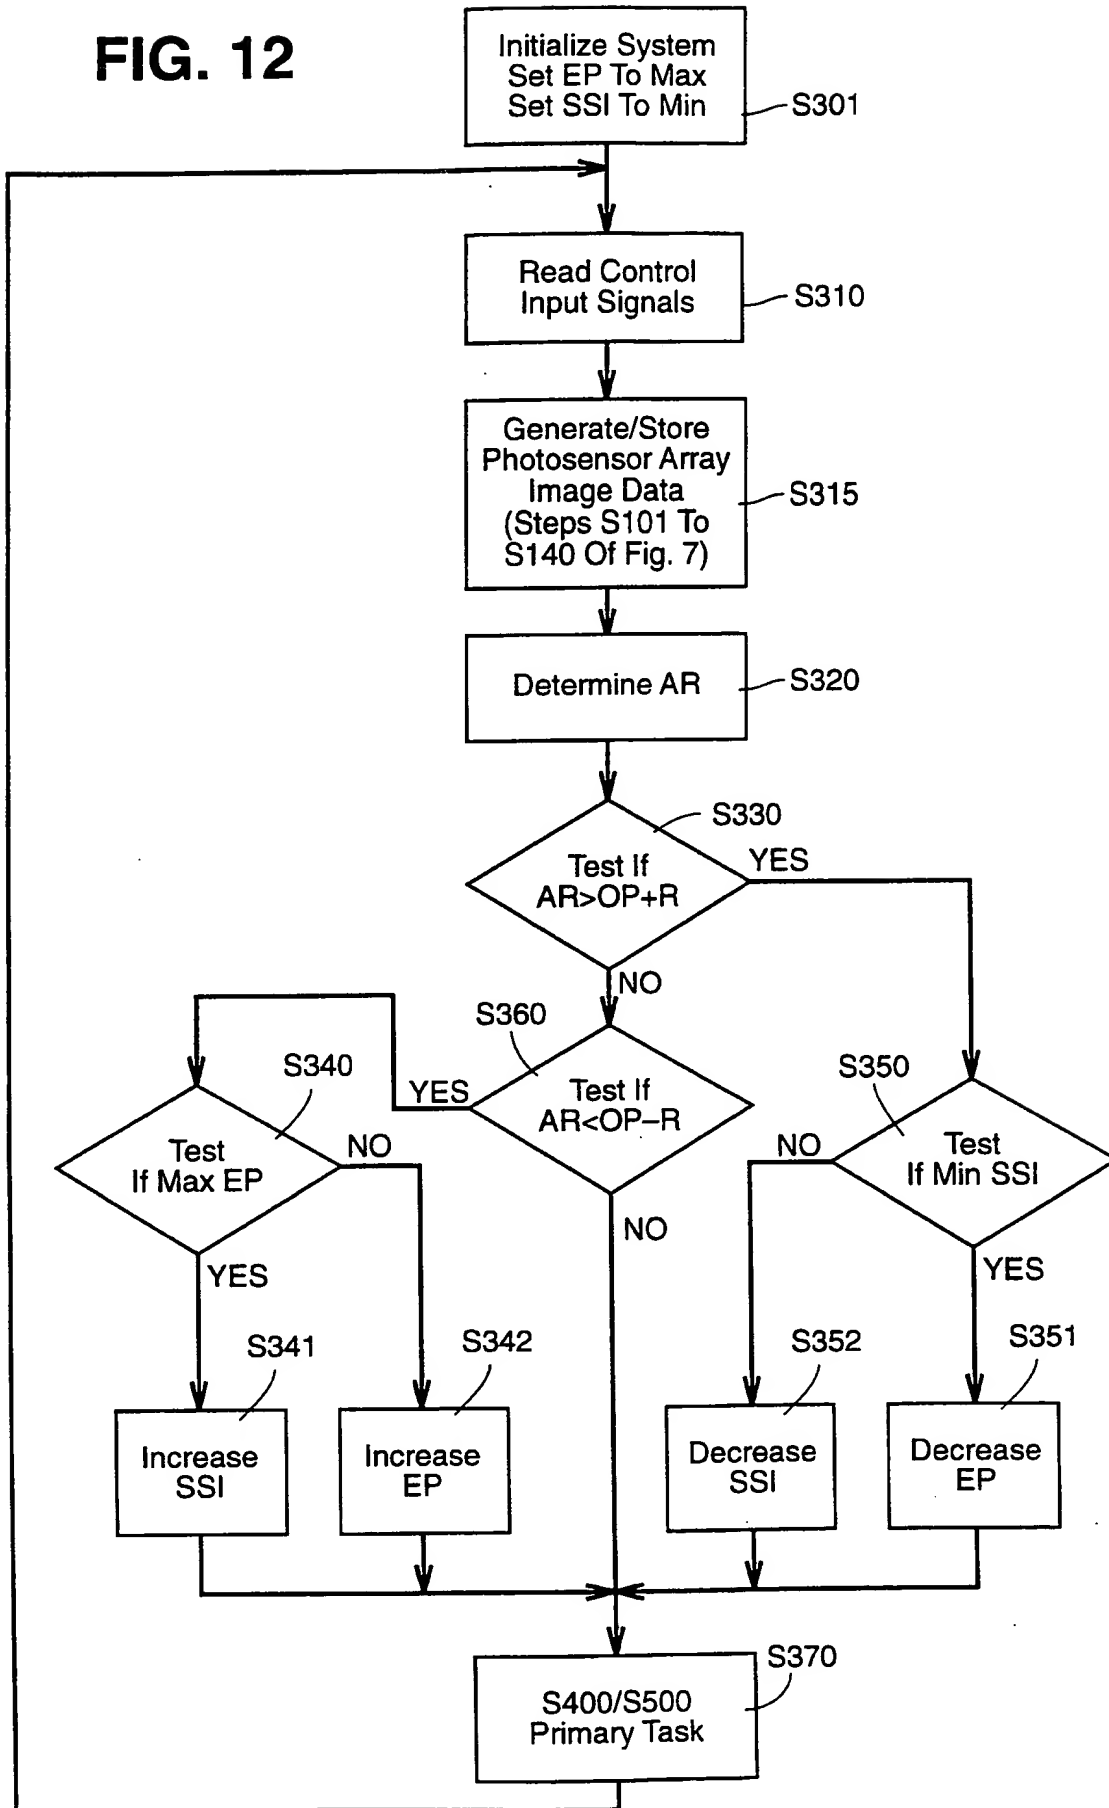 FIG. 12
Initialize System
Set EP To Max
Set SSI To Min
S301
Read Control
Input Signals
S310
Generate/Store
Photosensor Array
Image Data
(Steps S101 To
S140 Of Fig. 7)
S315
Determine AR
S320
S330
Test If
AR>OP+R
YES
NO
S360
Test If
AR<OP–R
YES
NO
S340
Test
If Max EP
NO
YES
S350
Test
If Min SSI
NO
YES
S341
Increase
SSI
S342
Increase
EP
S352
Decrease
SSI
S351
Decrease
EP
S370
S400/S500
Primary Task